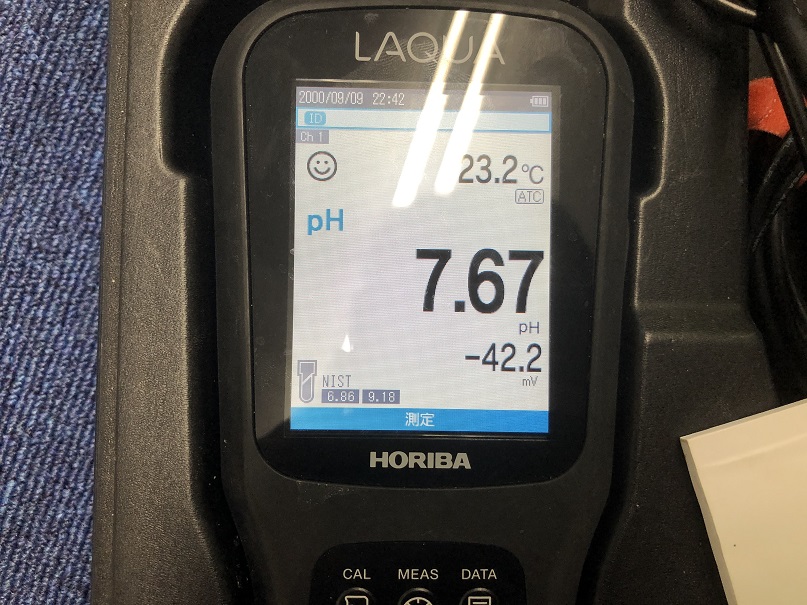 LAQUA
2000/09/09 22:42
ID
Ch 1
23.2℃
ATC
pH
7.67
pH
-42.2
mV
NIST
6.86 9.18
測定
HORIBA
CAL MEAS DATA